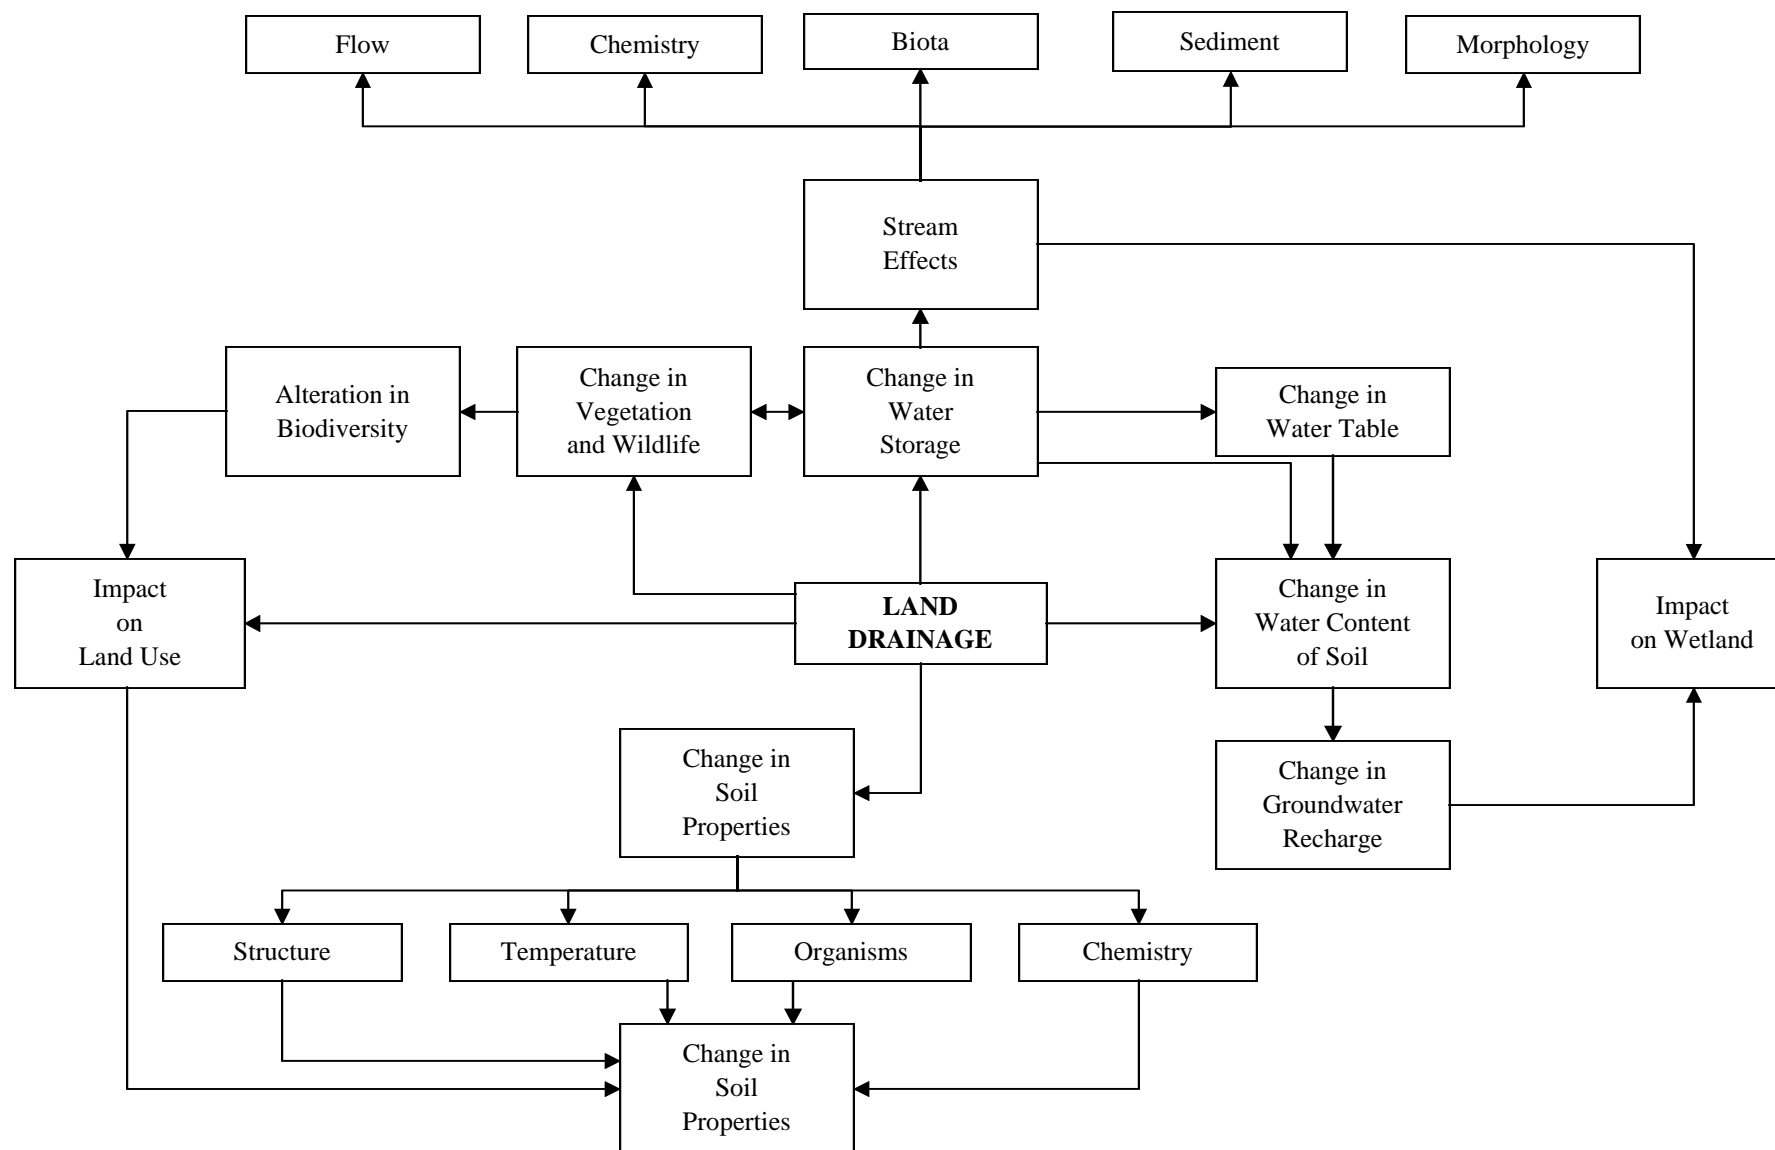 Flow
Chemistry
Biota
Sediment
Morphology
Stream
Effects
Alteration in
Biodiversity
Change in
Vegetation
and Wildlife
Change in
Water
Storage
Change in
Water Table
Impact
on
Land Use
LAND
DRAINAGE
Change in
Water Content
of Soil
Impact
on Wetland
Change in
Soil
Properties
Change in
Groundwater
Recharge
Structure
Temperature
Organisms
Chemistry
Change in
Soil
Properties